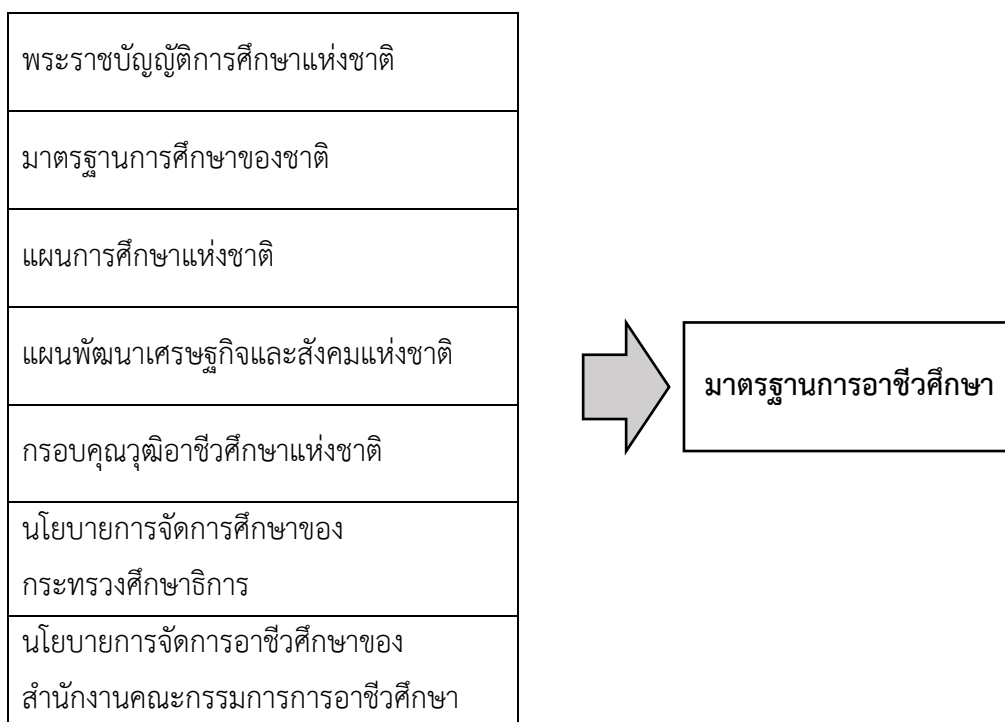 พระราชบัญญัติการศึกษาแห่งชาติ
มาตรฐานการศึกษาของชาติ
แผนการศึกษาแห่งชาติ
แผนพัฒนาเศรษฐกิจและสังคมแห่งชาติ
กรอบคุณวุฒิอาชีวศึกษาแห่งชาติ
นโยบายการจัดการศึกษาของ
กระทรวงศึกษาธิการ
นโยบายการจัดการอาชีวศึกษาของ
สำนักงานคณะกรรมการการอาชีวศึกษา
มาตรฐานการอาชีวศึกษา